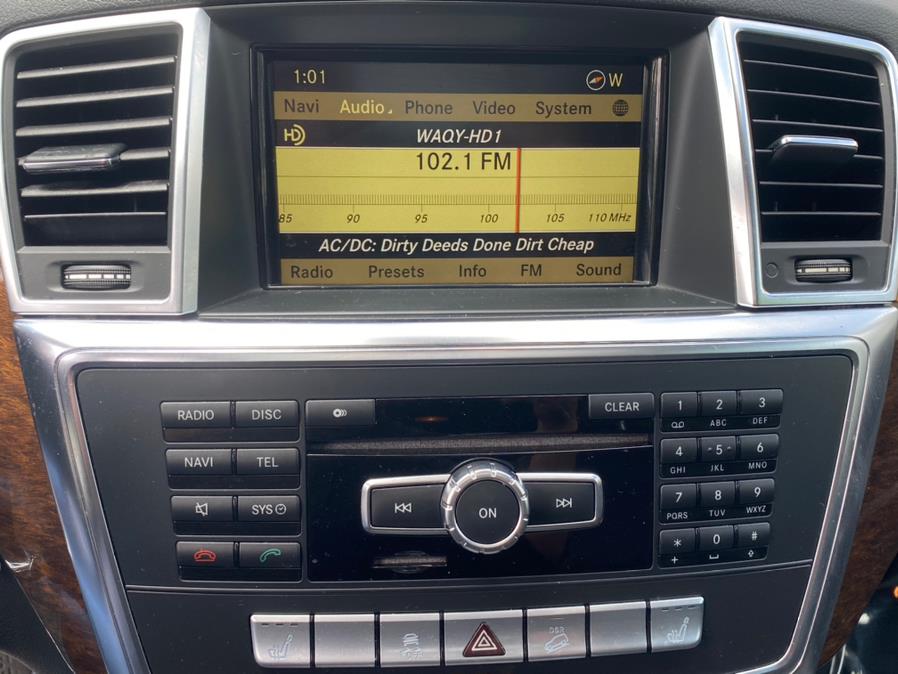 1:01 W
Navi Audio Phone Video System
HD WAQY-HD1
102.1 FM
85 90 95 100 105 110 MHz
AC/DC: Dirty Deeds Done Dirt Cheap
Radio Presets Info FM Sound
RADIO DISC CLEAR 1 2 3
ABC DEF
NAVI TEL 4 5 6
GHI JKL MNO
SYS ON 7 8 9
PQRS TUV WXYZ
* 0 #
+
DSR